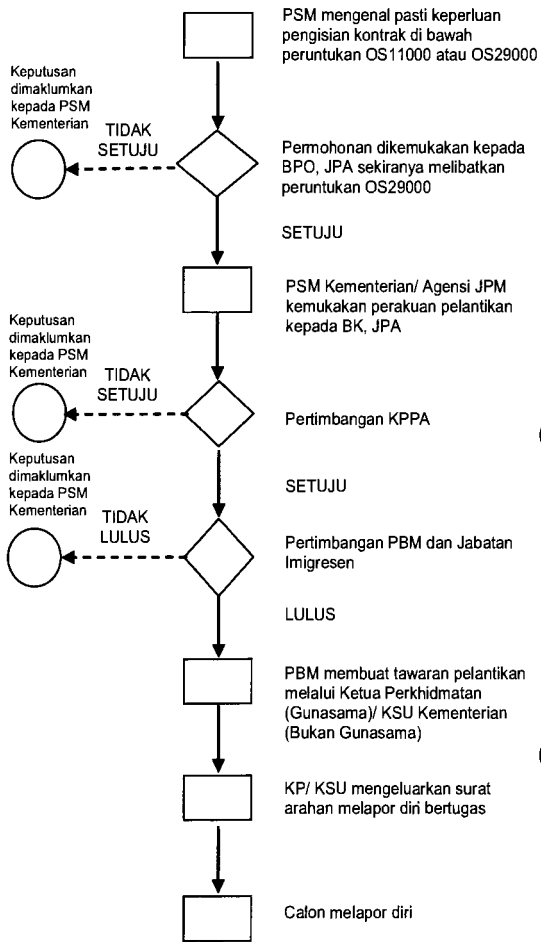 PSM mengenal pasti keperluan
pengisian kontrak di bawah
peruntukan OS11000 atau OS29000
Keputusan
dimaklumkan
kepada PSM
Kementerian
TIDAK
SETUJU
Permohonan dikemukakan kepada
BPO, JPA sekiranya melibatkan
peruntukan OS29000
SETUJU
PSM Kementerian/ Agensi JPM
kemukakan perakuan pelantikan
kepada BK, JPA
Keputusan
dimaklumkan
kepada PSM
Kementerian
TIDAK
SETUJU
Pertimbangan KPPA
SETUJU
Keputusan
dimaklumkan
kepada PSM
Kementerian
TIDAK
LULUS
Pertimbangan PBM dan Jabatan
Imigresen
LULUS
PBM membuat tawaran pelantikan
melalui Ketua Perkhidmatan
(Gunasama)/ KSU Kementerian
(Bukan Gunasama)
KP/ KSU mengeluarkan surat
arahan melapor diri bertugas
Calon melapor diri